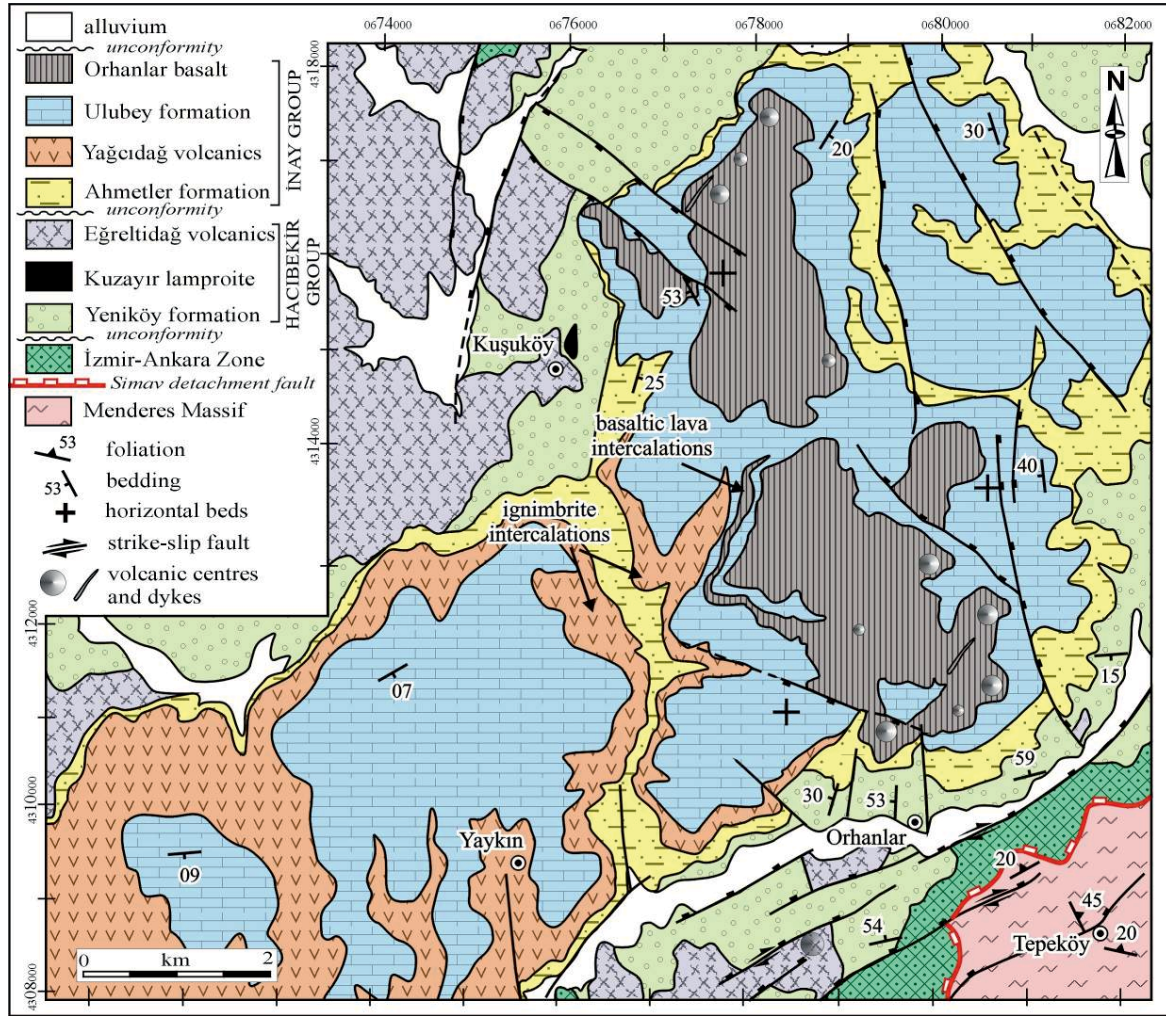 0674000
0676000
0678000
0680000
0682000
alluvium
unconformity
Orhanlar basalt
Ulubey formation
Yağcıdağ volcanics
Ahmetler formation
unconformity
İNAY GROUP
Eğreltidağ volcanics
Kuzayır lamproite
Yeniköy formation
unconformity
HACIBEKİR
GROUP
İzmir-Ankara Zone
Simav detachment fault
Menderes Massif
53
foliation
53
bedding
horizontal beds
strike-slip fault
volcanic centres
and dykes
4318000
4314000
4312000
4310000
4308000
N
20
30
53
Kuşuköy
25
basaltic lava
intercalations
40
ignimbrite
intercalations
07
15
59
30
53
Orhanlar
Yaykın
09
20
45
54
20
Tepeköy
0
km
2